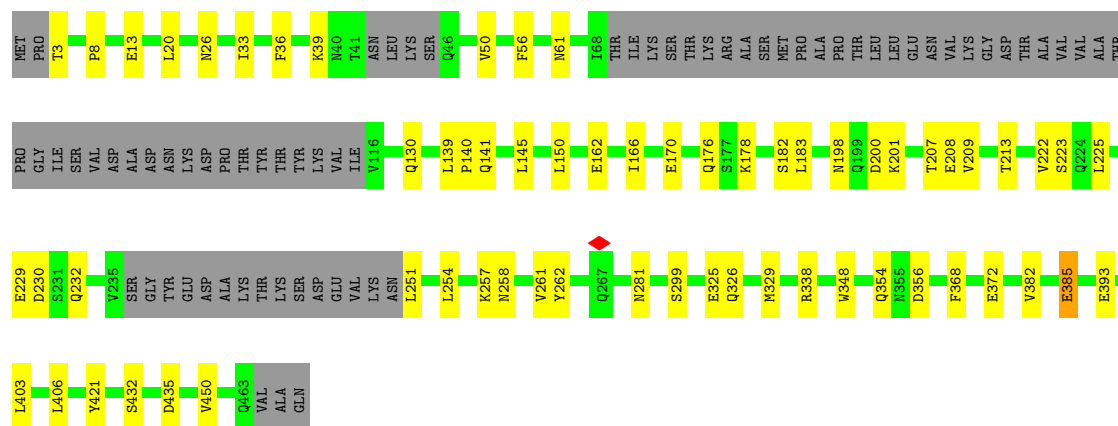 MET PRO T3 P8 E13 L20 N26 I33 F36 K39 N40 T41 ASN LEU LYS SER Q46 V50 F56 N61 I68 THR ILE LYS SER THR LYS ARG ALA SER MET PRO ALA PRO THR LEU LEU GLU ASN VAL LYS GLY ASP THR ALA VAL VAL ALA THR
PRO GLY ILE SER VAL ASP ALA ASP ASN LYS ASP PRO THR TYR THR TYR LYS VAL ILE V116 Q130 L139 P140 Q141 L145 L150 E162 I166 E170 Q176 S177 K178 S182 L183 N198 Q199 D200 K201 T207 E208 V209 T213 V222 S223 Q224 L225
E229 D230 S231 Q232 V235 SER GLY TYR GLU ASP ALA LYS THR LYS SER ASP GLU VAL LYS ASN L251 L254 K257 N258 V261 Y262 Q267 N281 S299 E325 Q326 M329 R338 W348 Q354 N355 D356 F368 E372 V382 E385 E393
L403 L406 Y421 S432 D435 V450 Q463 VAL ALA GLN